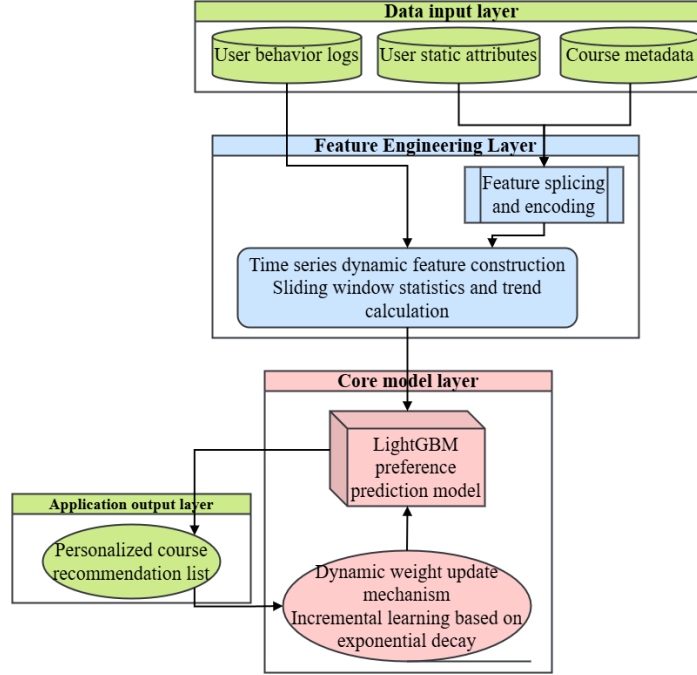 Data input layer
User behavior logs
User static attributes
Course metadata
Feature Engineering Layer
Feature splicing
and encoding
Time series dynamic feature construction
Sliding window statistics and trend
calculation
Core model layer
LightGBM
preference
prediction model
Application output layer
Personalized course
recommendation list
Dynamic weight update
mechanism
Incremental learning based on
exponential decay